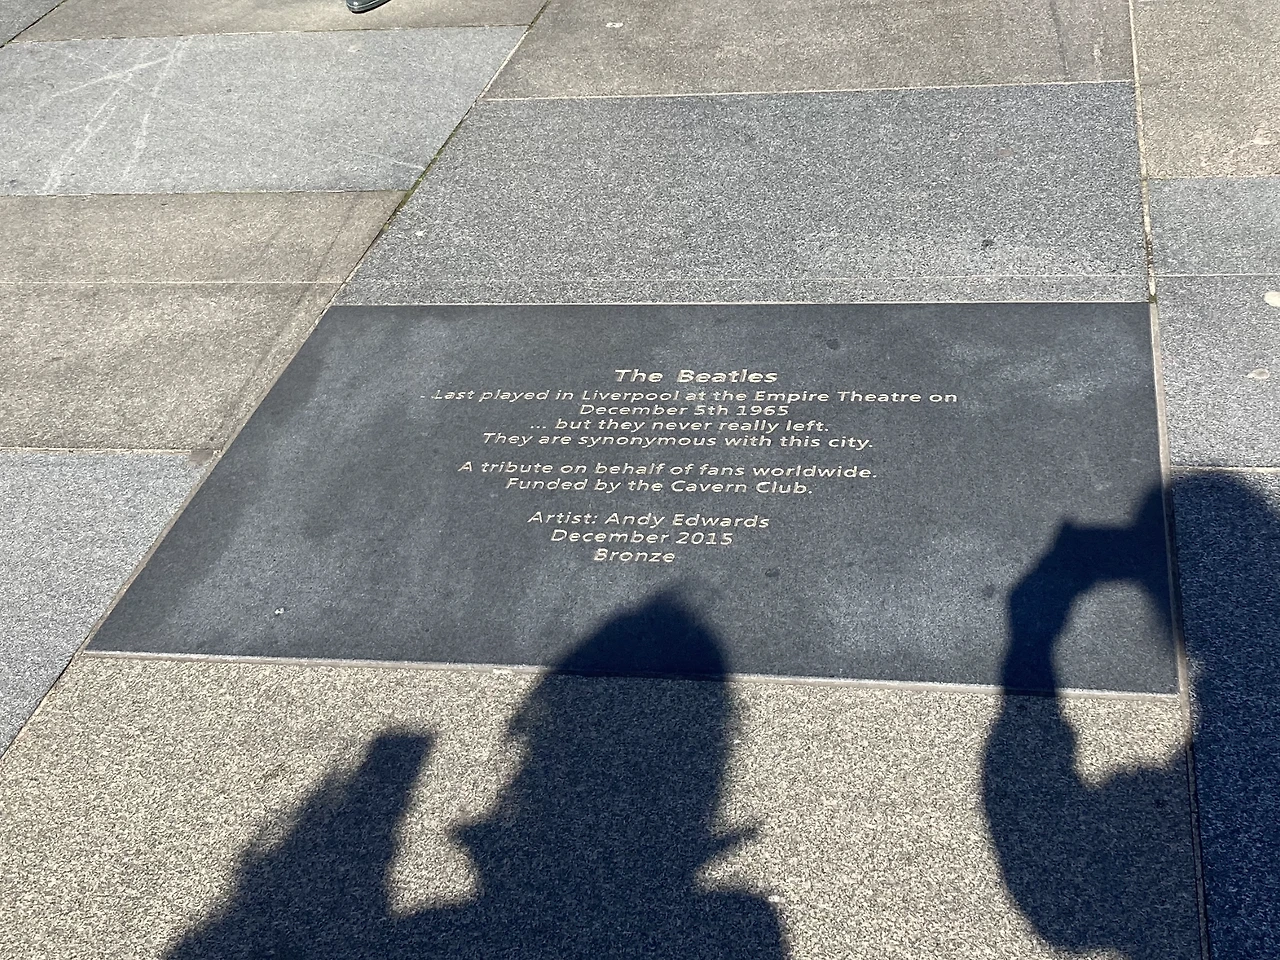 The Beatles
Last played in Liverpool at the Empire Theatre on
December 5th 1965
... but they never really left.
They are synonymous with this city.
A tribute on behalf of fans worldwide.
Funded by the Cavern Club.
Artist: Andy Edwards
December 2015
Bronze